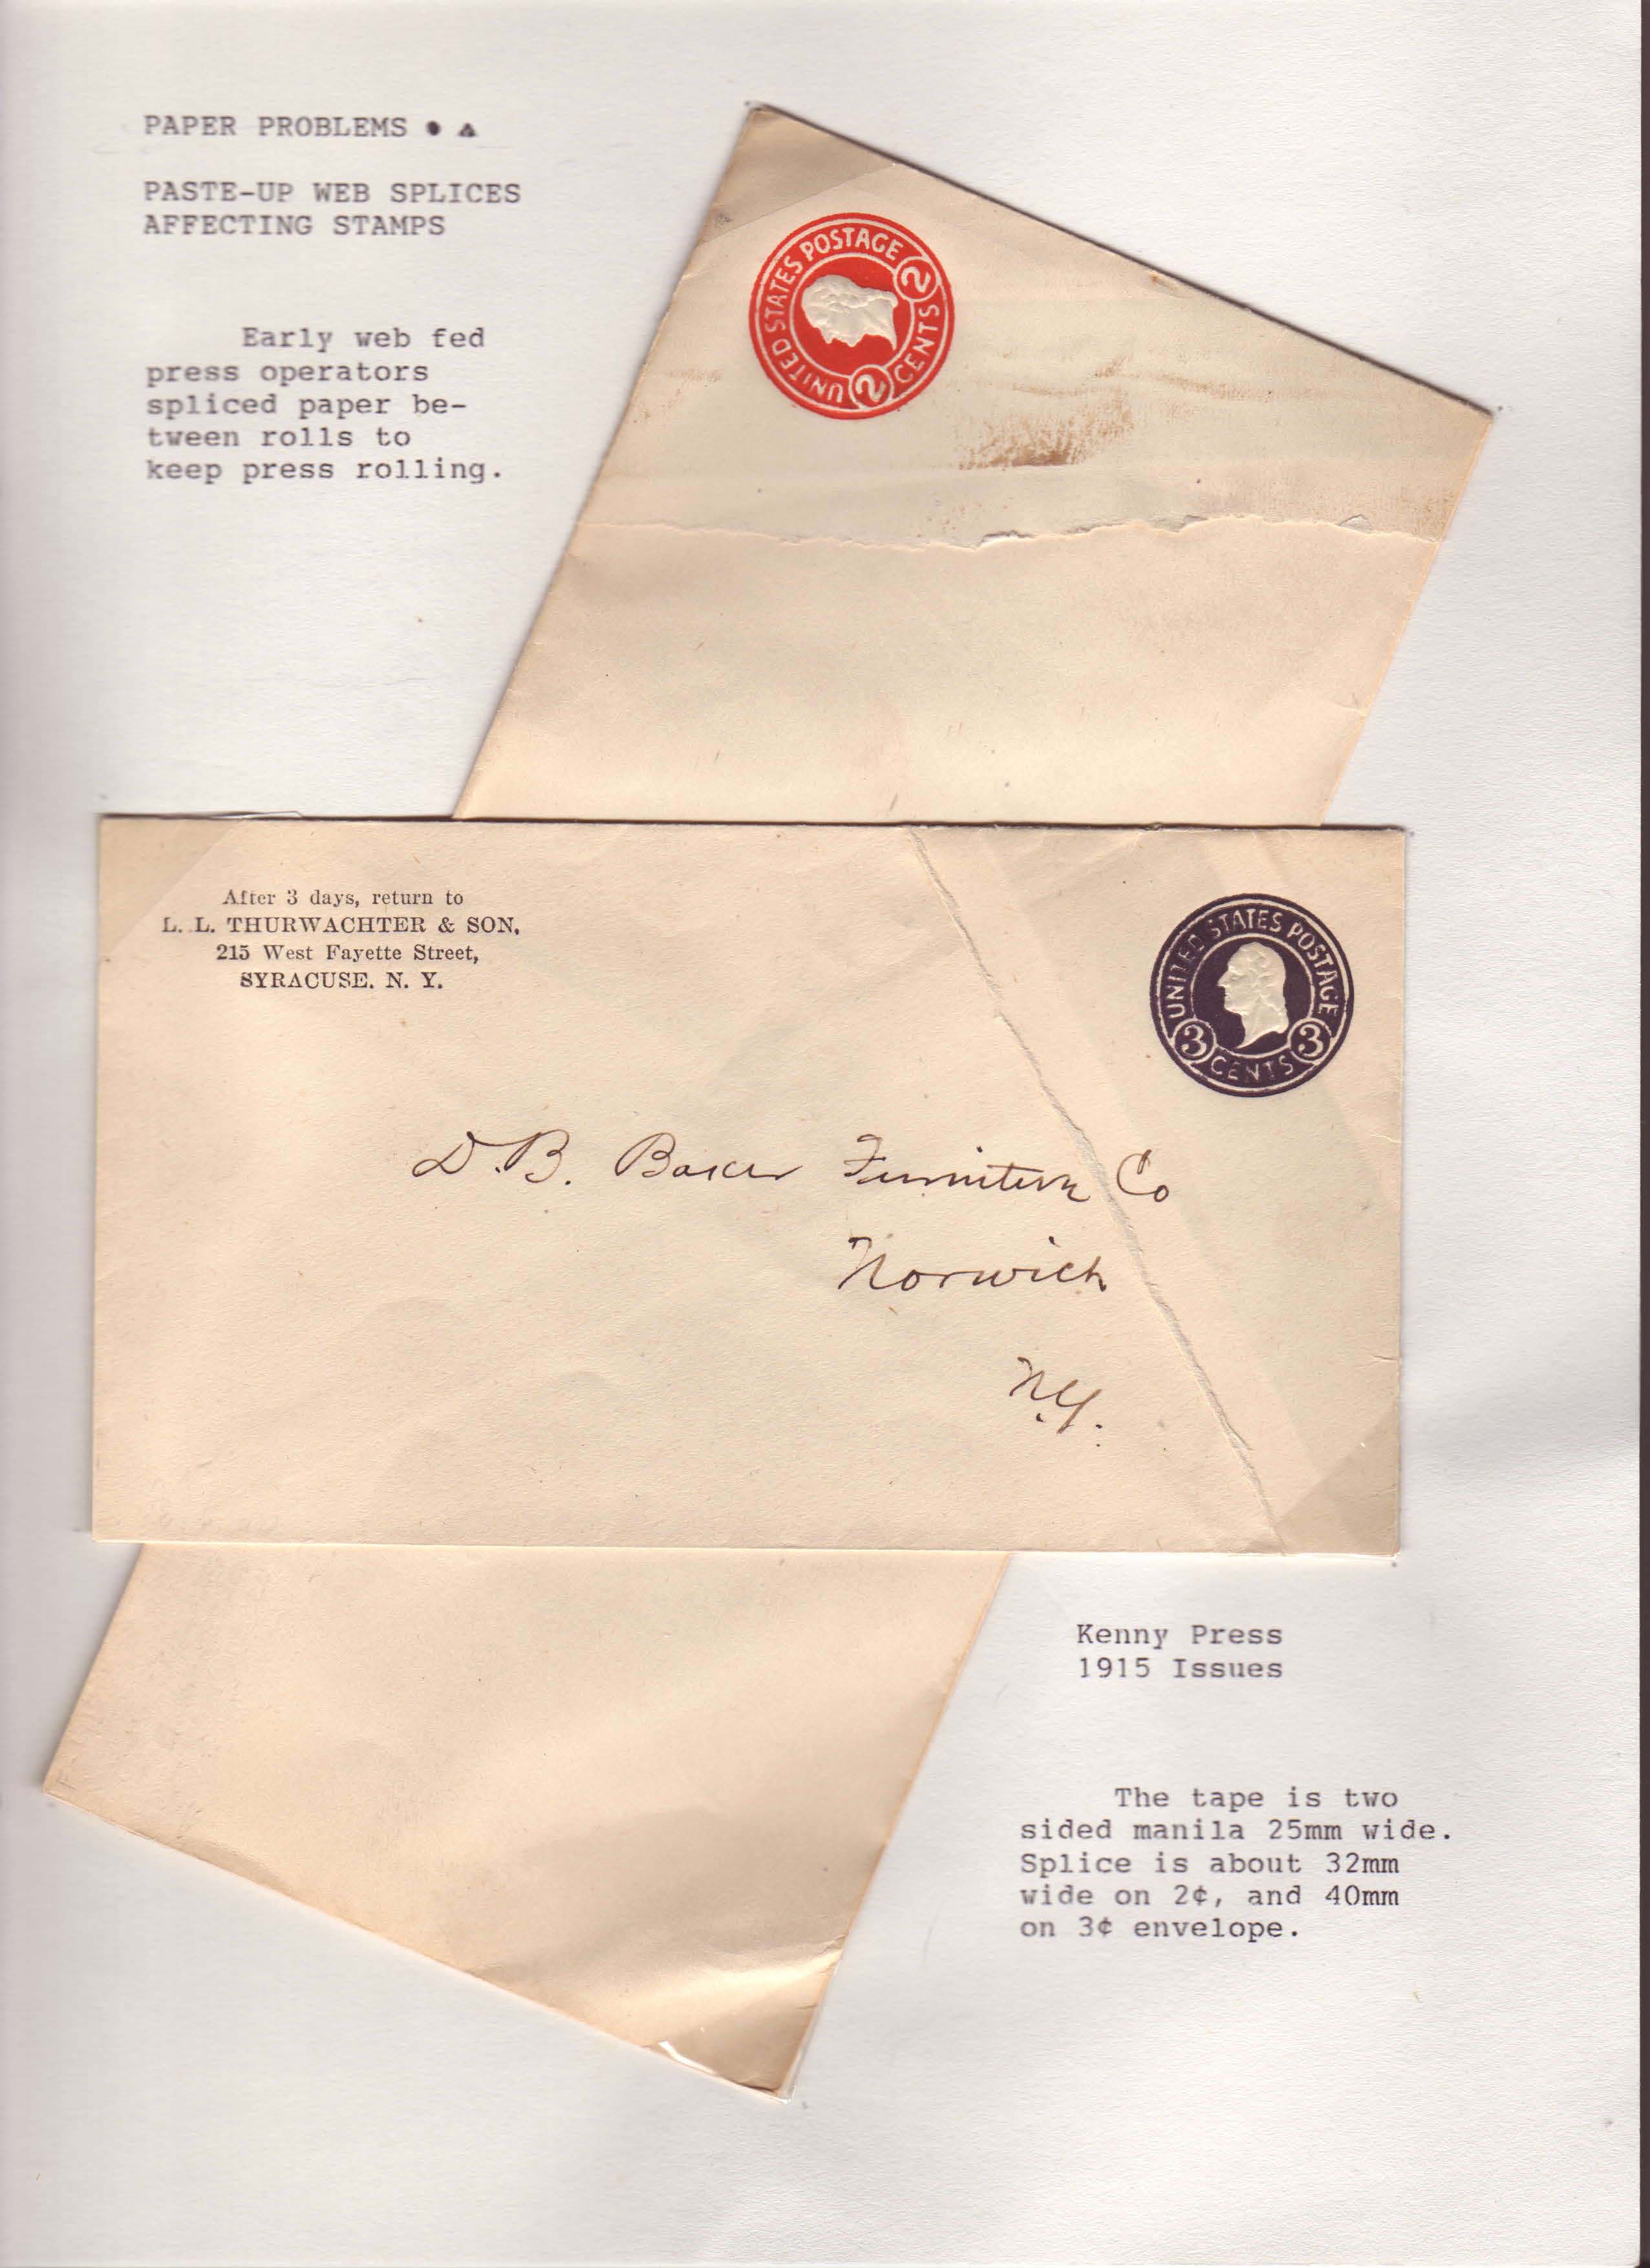 PAPER PROBLEMS ● ▲
PASTE-UP WEB SPLICES
AFFECTING STAMPS
Early web fed
press operators
spliced paper be-
tween rolls to
keep press rolling.
UNITED STATES POSTAGE
2 CENTS 2
After 3 days, return to
L. L. THURWACHTER & SON,
215 West Fayette Street,
SYRACUSE. N. Y.
UNITED STATES POSTAGE
3 CENTS 3
D. B. Baker Furniture Co
Norwich
N.Y.
Kenny Press
1915 Issues
The tape is two
sided manila 25mm wide.
Splice is about 32mm
wide on 2¢, and 40mm
on 3¢ envelope.